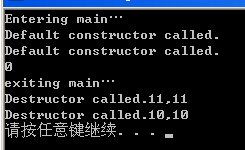 Entering main…
Default constructor called.
Default constructor called.
0
exiting main…
Destructor called.11,11
Destructor called.10,10
请按任意键继续. . .